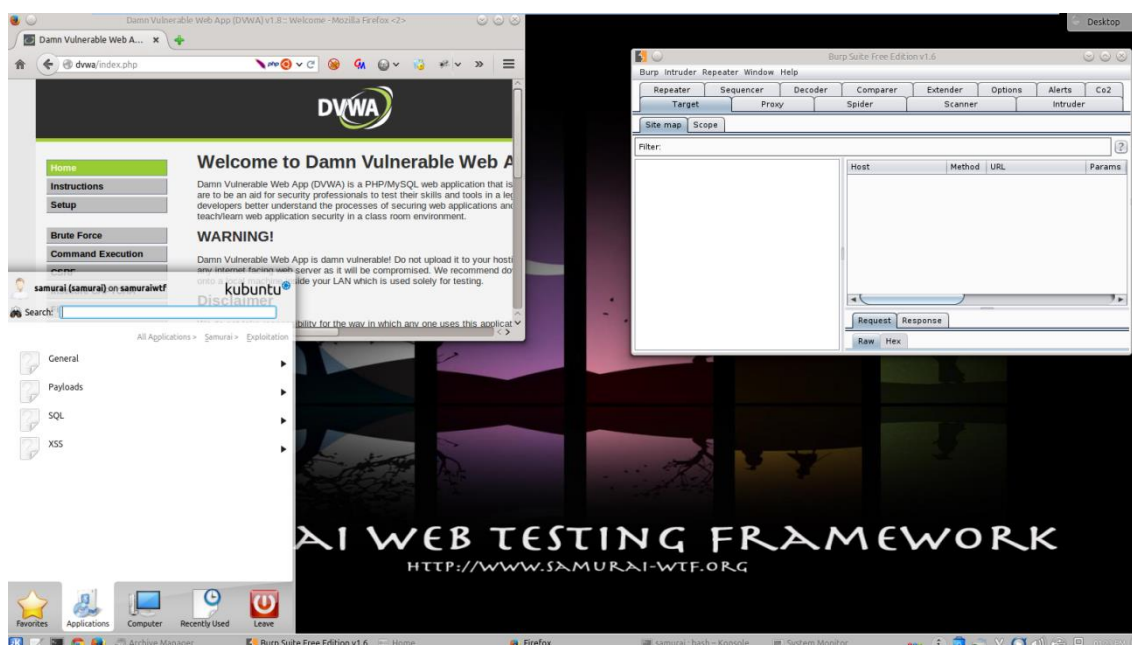 Damn Vulnerable Web App (DVWA) v1.8:: Welcome - Mozilla Firefox <2>
Damn Vulnerable Web A...
dvwa/index.php
php
DVWA
Home
Instructions
Setup
Brute Force
Command Execution
CSRF
Welcome to Damn Vulnerable Web A
Damn Vulnerable Web App (DVWA) is a PHP/MySQL web application that is
are to be an aid for security professionals to test their skills and tools in a leg
developers better understand the processes of securing web applications and
teach/learn web application security in a class room environment.
WARNING!
Damn Vulnerable Web App is damn vulnerable! Do not upload it to your hosti
any internet facing web server as it will be compromised. We recommend do
onto a local machine side your LAN which is used solely for testing.
Disclaimer
ibility for the way in which any one uses this applicat
samurai (samurai) on samuraiwtf
kubuntu
Search:
All Applications > Samurai > Exploitation
General
Payloads
SQL
XSS
Favorites Applications Computer Recently Used Leave
Desktop
Burp Suite Free Edition v1.6
Burp Intruder Repeater Window Help
Repeater Sequencer Decoder Comparer Extender Options Alerts Co2
Target Proxy Spider Scanner Intruder
Site map Scope
Filter:
?
Host Method URL Params
Request Response
Raw Hex
AI WEB TESTING FRAMEWORK
HTTP://WWW.SAMURAI-WTF.ORG
Archive Manager Burp Suite Free Edition v1.6 Home Firefox samurai : bash – Konsole System Monitor